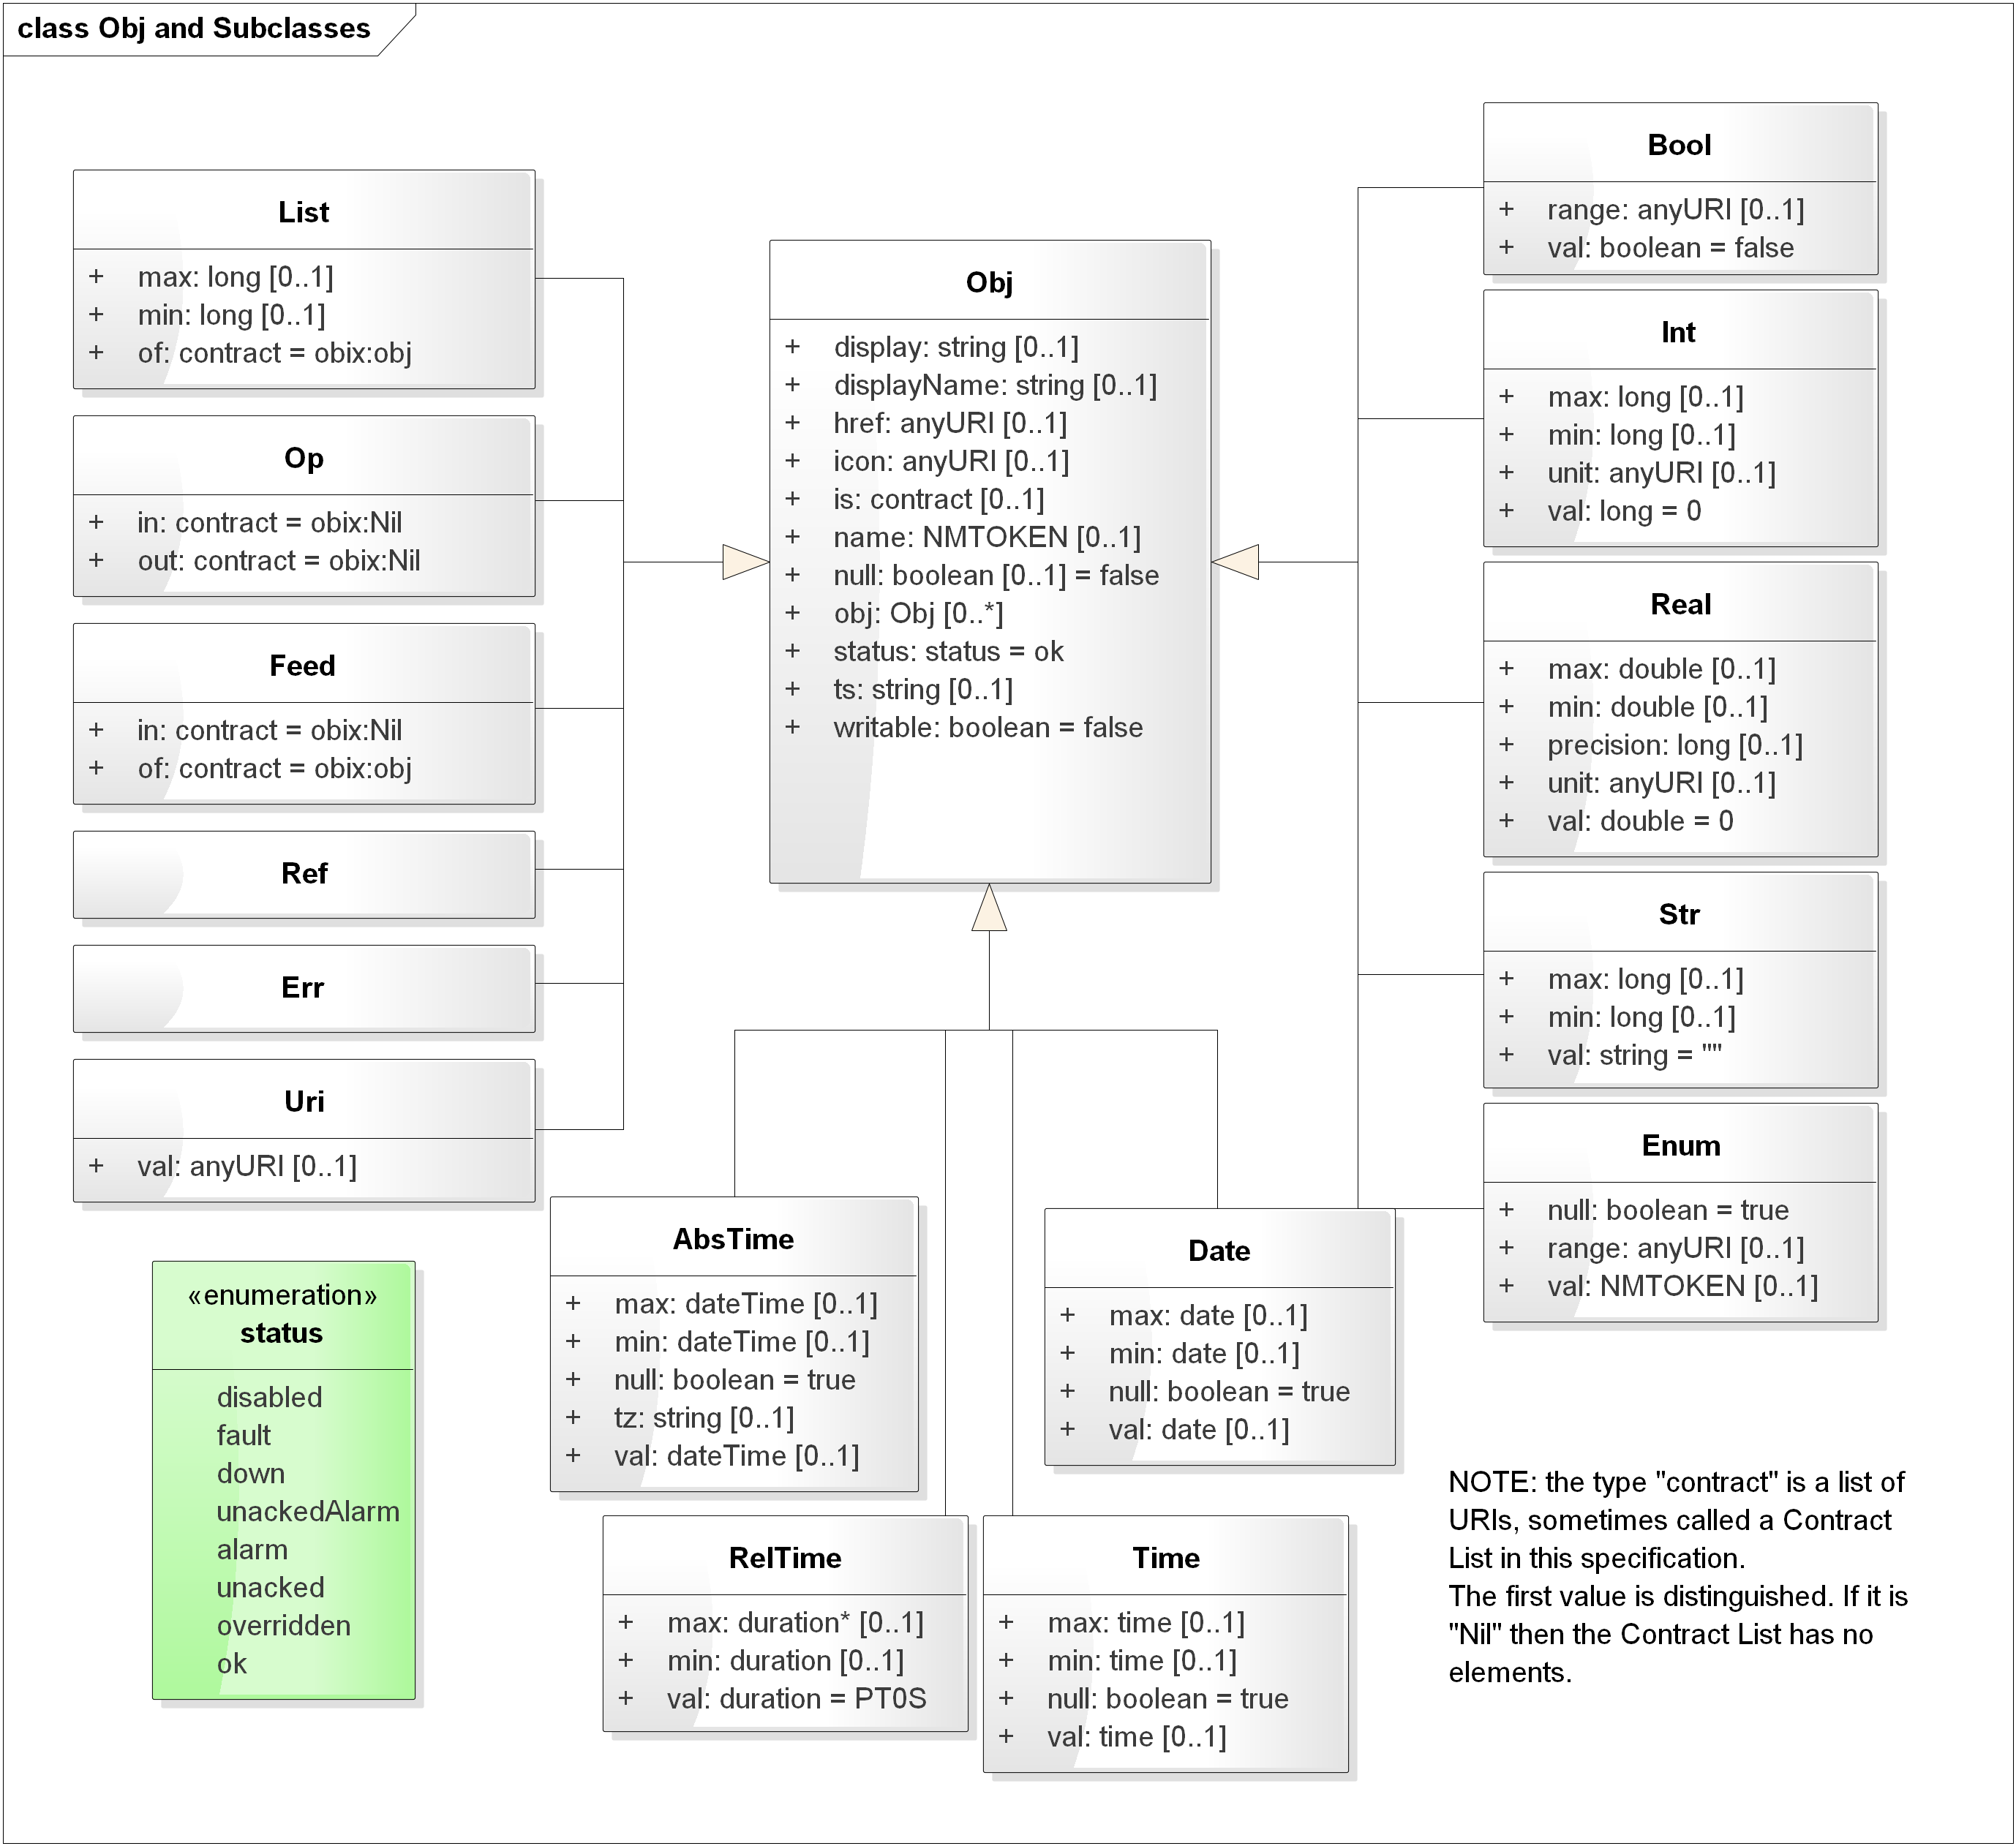 class Obj and Subclasses
List
+ max: long [0..1]
+ min: long [0..1]
+ of: contract = obix:obj
Op
+ in: contract = obix:Nil
+ out: contract = obix:Nil
Feed
+ in: contract = obix:Nil
+ of: contract = obix:obj
Ref
Err
Uri
+ val: anyURI [0..1]
«enumeration»
status
disabled
fault
down
unackedAlarm
alarm
unacked
overridden
ok
Obj
+ display: string [0..1]
+ displayName: string [0..1]
+ href: anyURI [0..1]
+ icon: anyURI [0..1]
+ is: contract [0..1]
+ name: NMTOKEN [0..1]
+ null: boolean [0..1] = false
+ obj: Obj [0..*]
+ status: status = ok
+ ts: string [0..1]
+ writable: boolean = false
AbsTime
+ max: dateTime [0..1]
+ min: dateTime [0..1]
+ null: boolean = true
+ tz: string [0..1]
+ val: dateTime [0..1]
RelTime
+ max: duration* [0..1]
+ min: duration [0..1]
+ val: duration = PT0S
Date
+ max: date [0..1]
+ min: date [0..1]
+ null: boolean = true
+ val: date [0..1]
Time
+ max: time [0..1]
+ min: time [0..1]
+ null: boolean = true
+ val: time [0..1]
Bool
+ range: anyURI [0..1]
+ val: boolean = false
Int
+ max: long [0..1]
+ min: long [0..1]
+ unit: anyURI [0..1]
+ val: long = 0
Real
+ max: double [0..1]
+ min: double [0..1]
+ precision: long [0..1]
+ unit: anyURI [0..1]
+ val: double = 0
Str
+ max: long [0..1]
+ min: long [0..1]
+ val: string = ""
Enum
+ null: boolean = true
+ range: anyURI [0..1]
+ val: NMTOKEN [0..1]
NOTE: the type "contract" is a list of
URIs, sometimes called a Contract
List in this specification.
The first value is distinguished. If it is
"Nil" then the Contract List has no
elements.